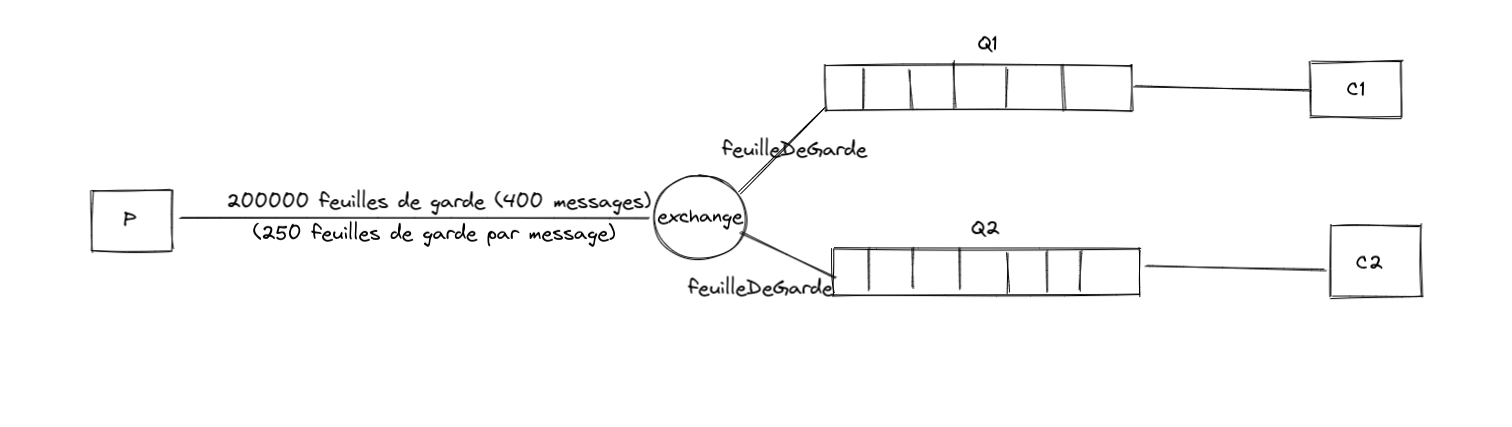 Q1
C1
feuilleDeGarde
200000 feuilles de garde (400 messages)
P
exchange
(250 feuilles de garde par message)
Q2
C2
feuilleDeGarde